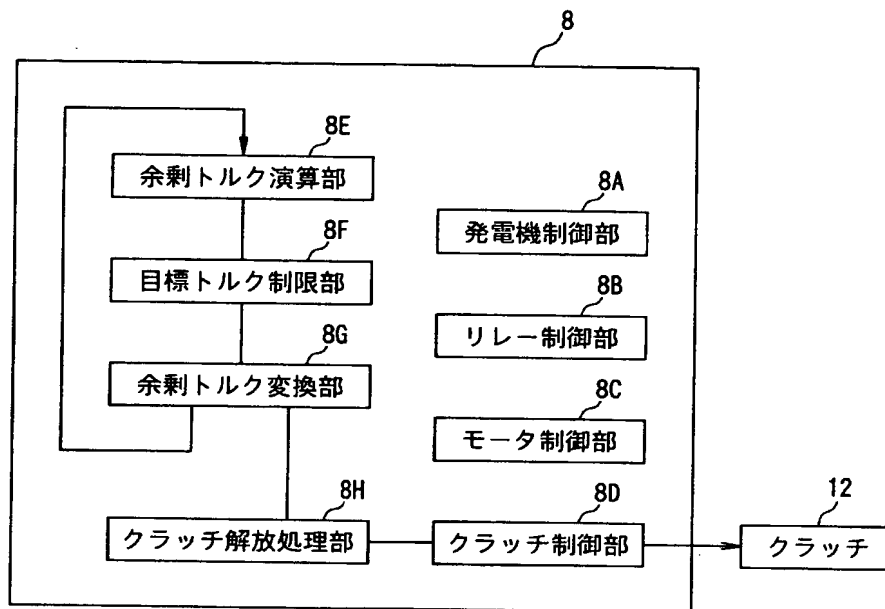 8
8E
余剰トルク演算部
8A
発電機制御部
8F
目標トルク制限部
8B
リレー制御部
8G
余剰トルク変換部
8C
モータ制御部
8H
クラッチ解放処理部
8D
クラッチ制御部
12
クラッチ